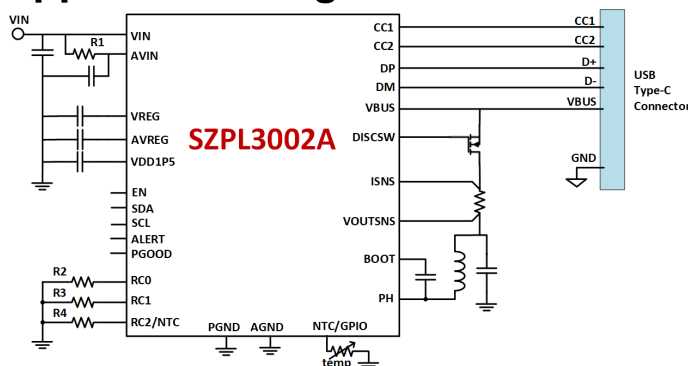 VIN
R1
VIN
AVIN
VREG
AVREG
VDD1P5
EN
SDA
SCL
ALERT
PGOOD
R2
RC0
R3
RC1
R4
RC2/NTC
SZPL3002A
PGND
AGND
NTC/GPIO
temp
CC1
CC2
DP
DM
VBUS
DISCSW
ISNS
VOUTSNS
BOOT
PH
CC1
CC2
D+
D-
VBUS
GND
USB
Type-C
Connector